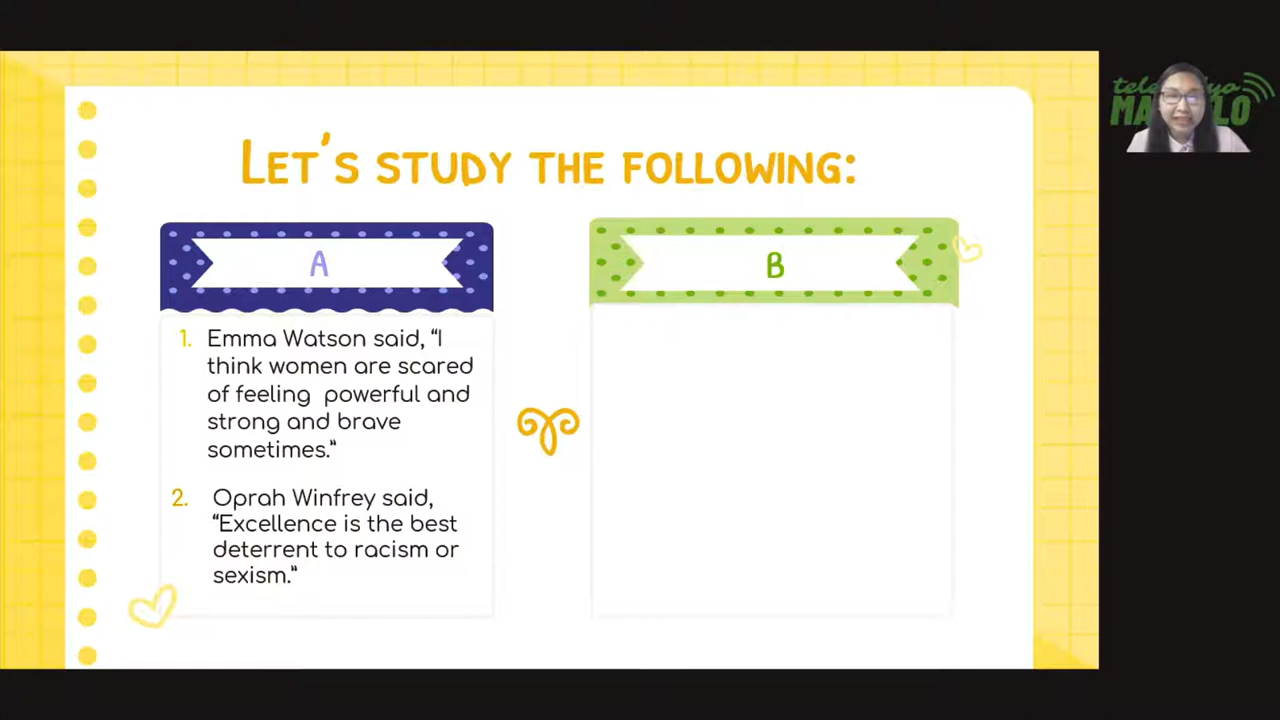 LET'S STUDY THE FOLLOWING:
A
1. Emma Watson said, “I
think women are scared
of feeling powerful and
strong and brave
sometimes.”
2. Oprah Winfrey said,
“Excellence is the best
deterrent to racism or
sexism.”
B